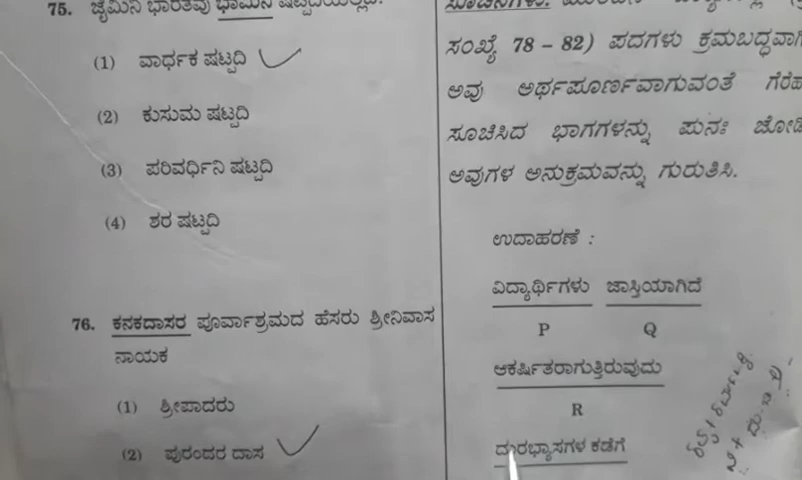 75. ಜೈಮಿನಿ ಭಾರತವು ಭಾಮಿನಿ
(1) ವಾರ್ಧಕ ಷಟ್ಪದಿ
(2) ಕುಸುಮ ಷಟ್ಪದಿ
(3) ಪರಿವರ್ಧಿನಿ ಷಟ್ಪದಿ
(4) ಶರ ಷಟ್ಪದಿ
76. ಕನಕದಾಸರ ಪೂರ್ವಾಶ್ರಮದ ಹೆಸರು ಶ್ರೀನಿವಾಸ
ನಾಯಕ
(1) ಶ್ರೀಪಾದರು
(2) ಪುರಂದರ ದಾಸ
ಸೂಚನೆಗಳು:
ಸಂಖ್ಯೆ 78 – 82) ಪದಗಳು ಕ್ರಮಬದ್ಧವಾಗಿ
ಅವು ಅರ್ಥಪೂರ್ಣವಾಗುವಂತೆ
ಸೂಚಿಸಿದ ಭಾಗಗಳನ್ನು ಪುನಃ
ಅವುಗಳ ಅನುಕ್ರಮವನ್ನು ಗುರುತಿಸಿ.
ಉದಾಹರಣೆ :
ವಿದ್ಯಾರ್ಥಿಗಳು ಜಾಸ್ತಿಯಾಗಿದೆ
P Q
ಆಕರ್ಷಿತರಾಗುತ್ತಿರುವುದು
R
ದುರಭ್ಯಾಸಗಳ ಕಡೆಗೆ